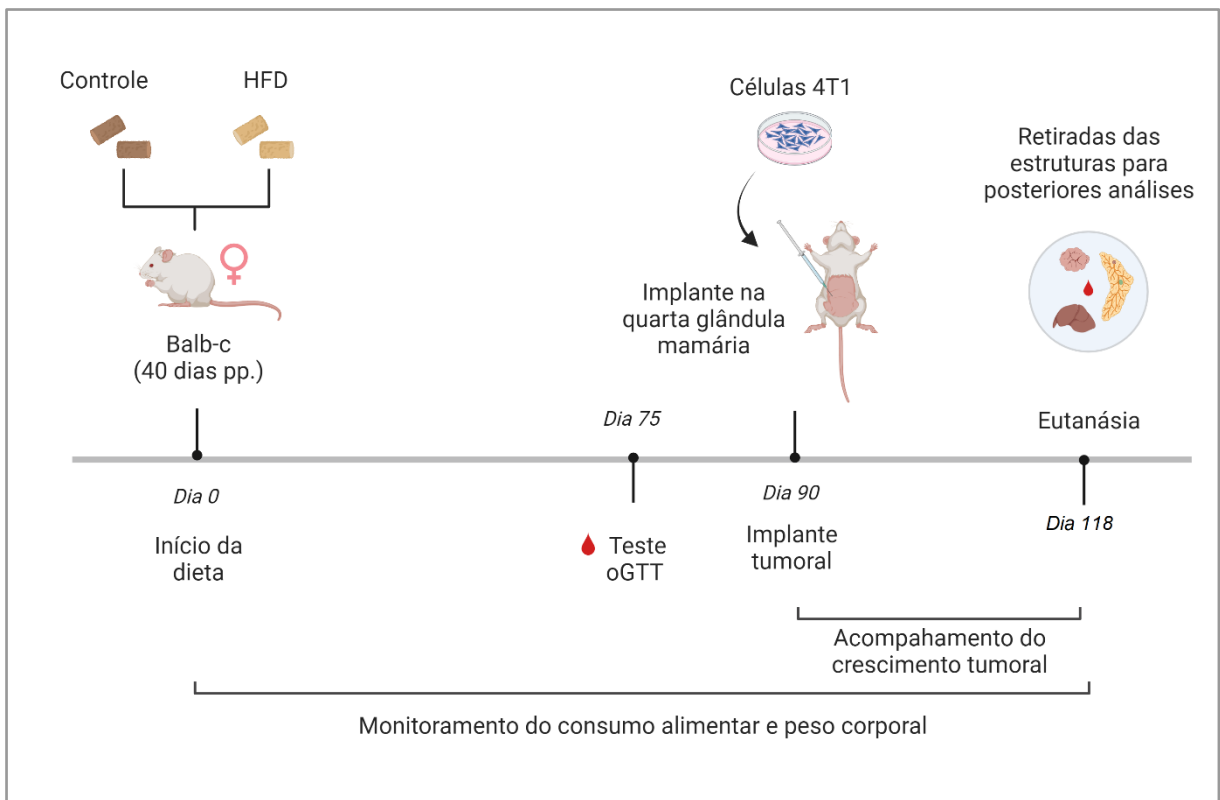 Controle
HFD
Balb-c
(40 dias pp.)
Células 4T1
Implante na
quarta glândula
mamária
Retiradas das
estruturas para
posteriores análises
Dia 75
Eutanásia
Dia 0
Início da
dieta
Teste
oGTT
Dia 90
Implante
tumoral
Dia 118
Acompahamento do
crescimento tumoral
Monitoramento do consumo alimentar e peso corporal